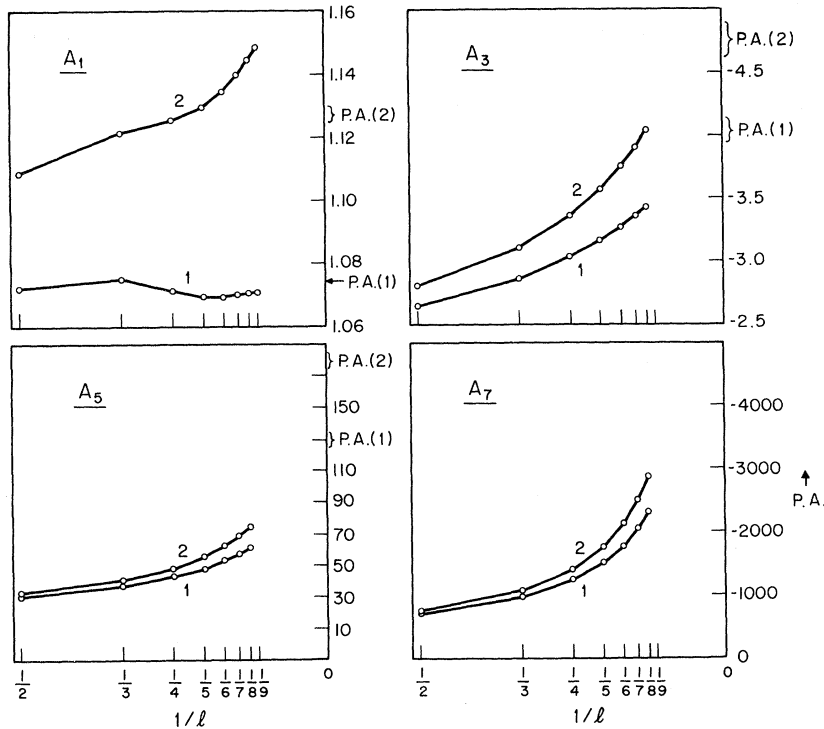 A₁
1.16
1.14
} P.A.(2)
1.12
1.10
1.08
← P.A.(1)
1.06
2
1
A₃
} P.A.(2)
-4.5
} P.A.(1)
-3.5
-3.0
-2.5
2
1
A₅
} P.A.(2)
150
} P.A.(1)
110
90
70
50
30
10
2
1
1/2 1/3 1/4 1/5 1/6 1/7 1/8 1/9 0
1/ℓ
A₇
-4000
-3000
↑
P.A.
-2000
-1000
0
2
1
1/2 1/3 1/4 1/5 1/6 1/7 1/8 1/9 0
1/ℓ